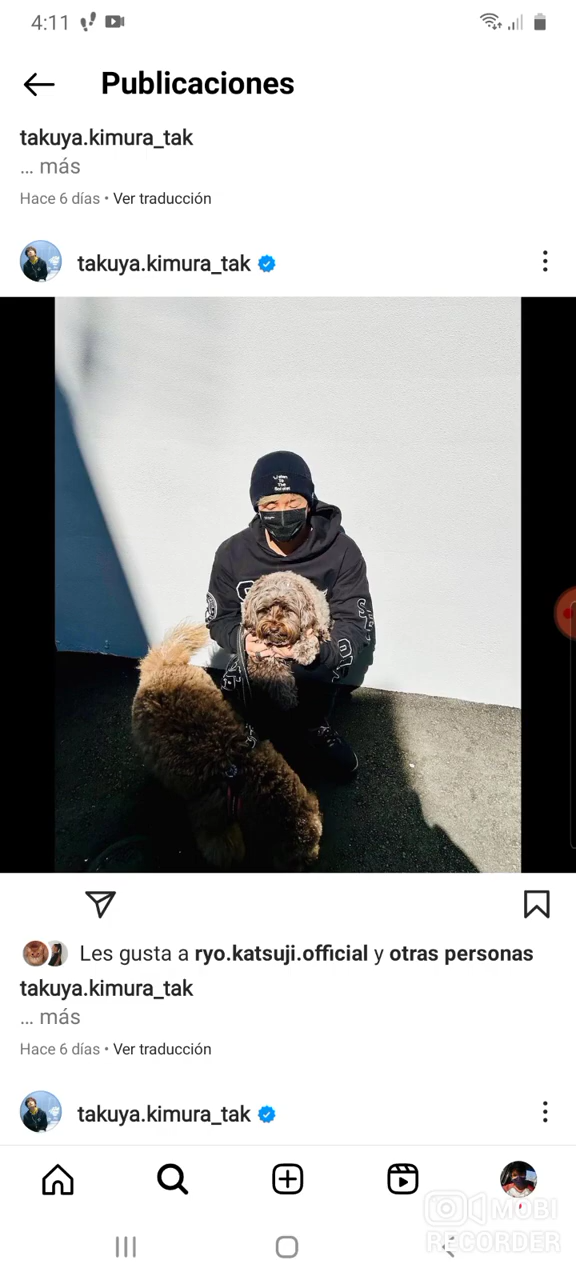 4:11
Publicaciones
takuya.kimura_tak
... más
Hace 6 días • Ver traducción
takuya.kimura_tak
Les gusta a ryo.katsuji.official y otras personas
takuya.kimura_tak
... más
Hace 6 días • Ver traducción
takuya.kimura_tak
MOBI
RECORDER